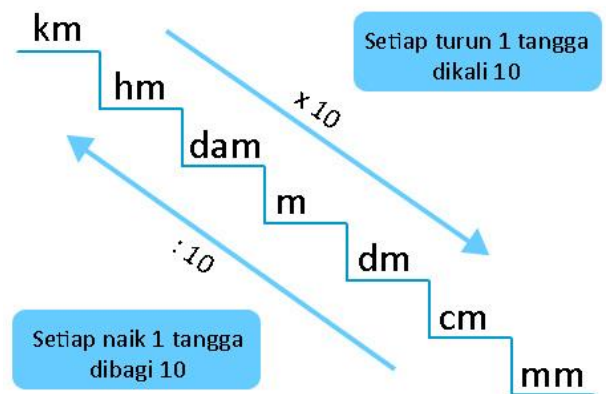 km
Setiap turun 1 tangga
dikali 10
hm
x 10
dam
m
: 10
dm
Setiap naik 1 tangga
dibagi 10
cm
mm